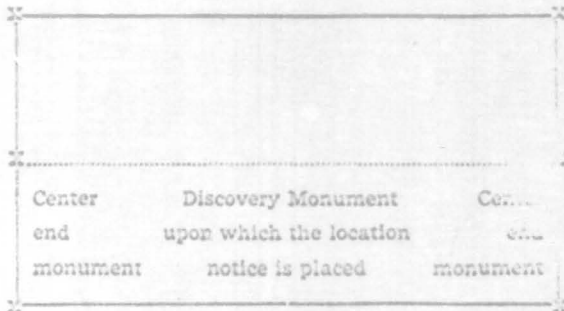 Center Discovery Monument
end upon which the location
monument notice is placed monument